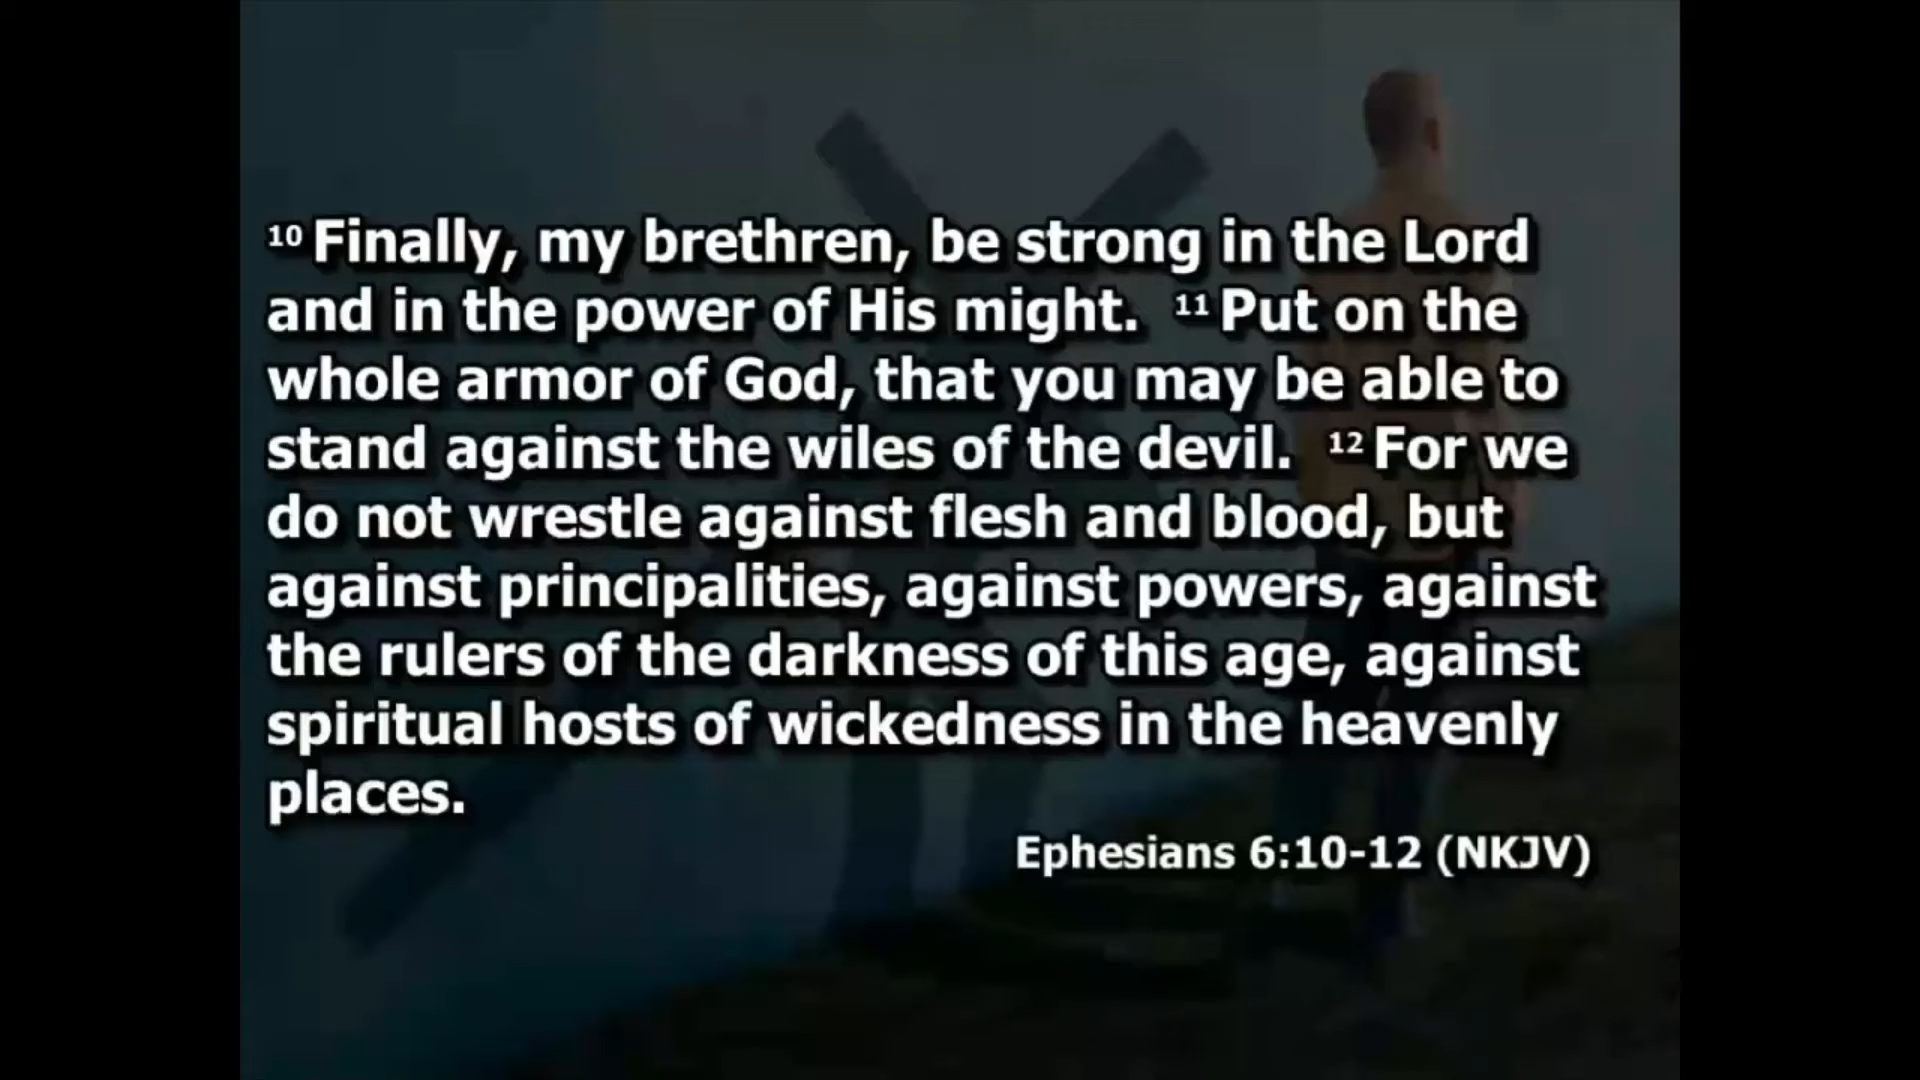 10 Finally, my brethren, be strong in the Lord
and in the power of His might. 11 Put on the
whole armor of God, that you may be able to
stand against the wiles of the devil. 12 For we
do not wrestle against flesh and blood, but
against principalities, against powers, against
the rulers of the darkness of this age, against
spiritual hosts of wickedness in the heavenly
places.
Ephesians 6:10-12 (NKJV)